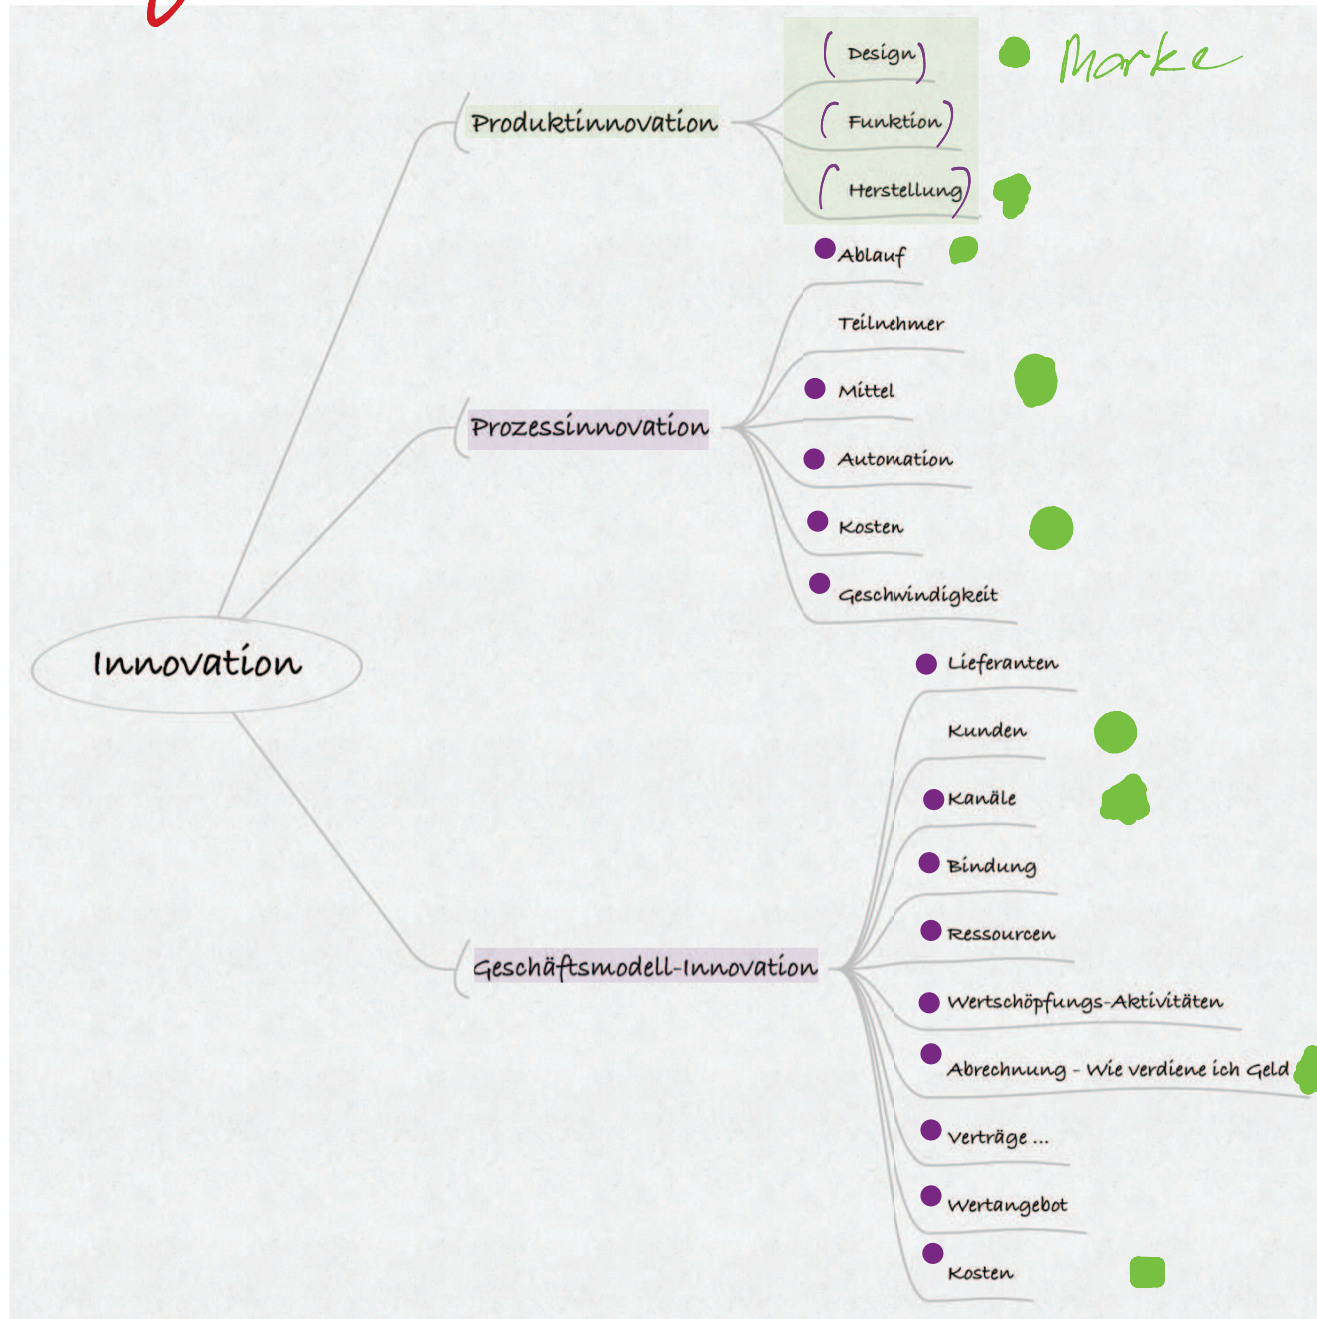 (Design) Marke
Produktinnovation
(Funktion)
(Herstellung)
Ablauf
Teilnehmer
Mittel
Prozessinnovation
Automation
Kosten
Geschwindigkeit
Innovation
Lieferanten
Kunden
Kanäle
Bindung
Ressourcen
Geschäftsmodell-Innovation
Wertschöpfungs-Aktivitäten
Abrechnung - Wie verdiene ich Geld
Verträge ...
Wertangebot
Kosten